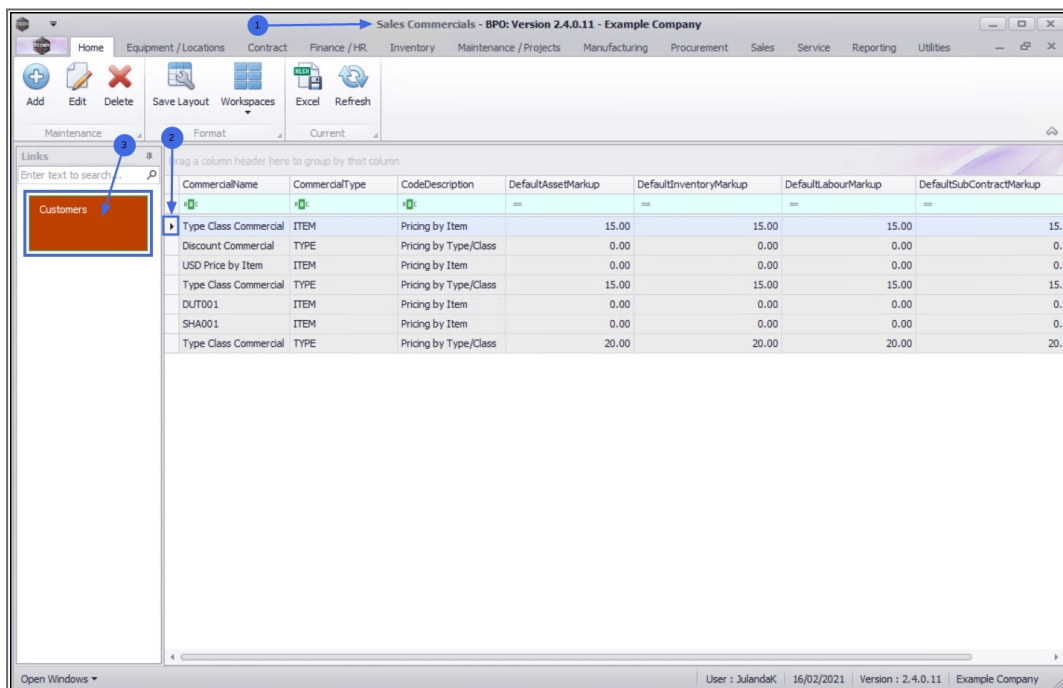 1
Sales Commercials - BPO: Version 2.4.0.11 - Example Company
Home Equipment / Locations Contract Finance / HR Inventory Maintenance / Projects Manufacturing Procurement Sales Service Reporting Utilities
XLSX
Add Edit Delete Save Layout Workspaces Excel Refresh
Maintenance Format Current
3 2
Links
Drag a column header here to group by that column
Enter text to search...
CommercialName CommercialType CodeDescription DefaultAssetMarkup DefaultInventoryMarkup DefaultLabourMarkup DefaultSubContractMarkup
= = = =
Customers
Type Class Commercial ITEM Pricing by Item 15.00 15.00 15.00 15.
Discount Commercial TYPE Pricing by Type/Class 0.00 0.00 0.00 0.
USD Price by Item ITEM Pricing by Item 0.00 0.00 0.00 0.
Type Class Commercial TYPE Pricing by Type/Class 15.00 15.00 15.00 15.
DUT001 ITEM Pricing by Item 0.00 0.00 0.00 0.
SHA001 ITEM Pricing by Item 0.00 0.00 0.00 0.
Type Class Commercial TYPE Pricing by Type/Class 20.00 20.00 20.00 20.
Open Windows User : JulandaK 16/02/2021 Version : 2.4.0.11 Example Company